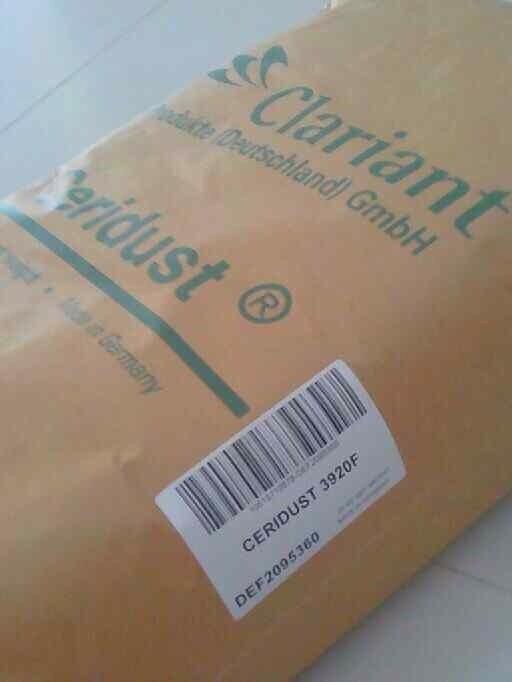 Clariant
Produkte (Deutschland) GmbH
Ceridust ®
Made in Germany
CERIDUST 3920F
DEF2095360